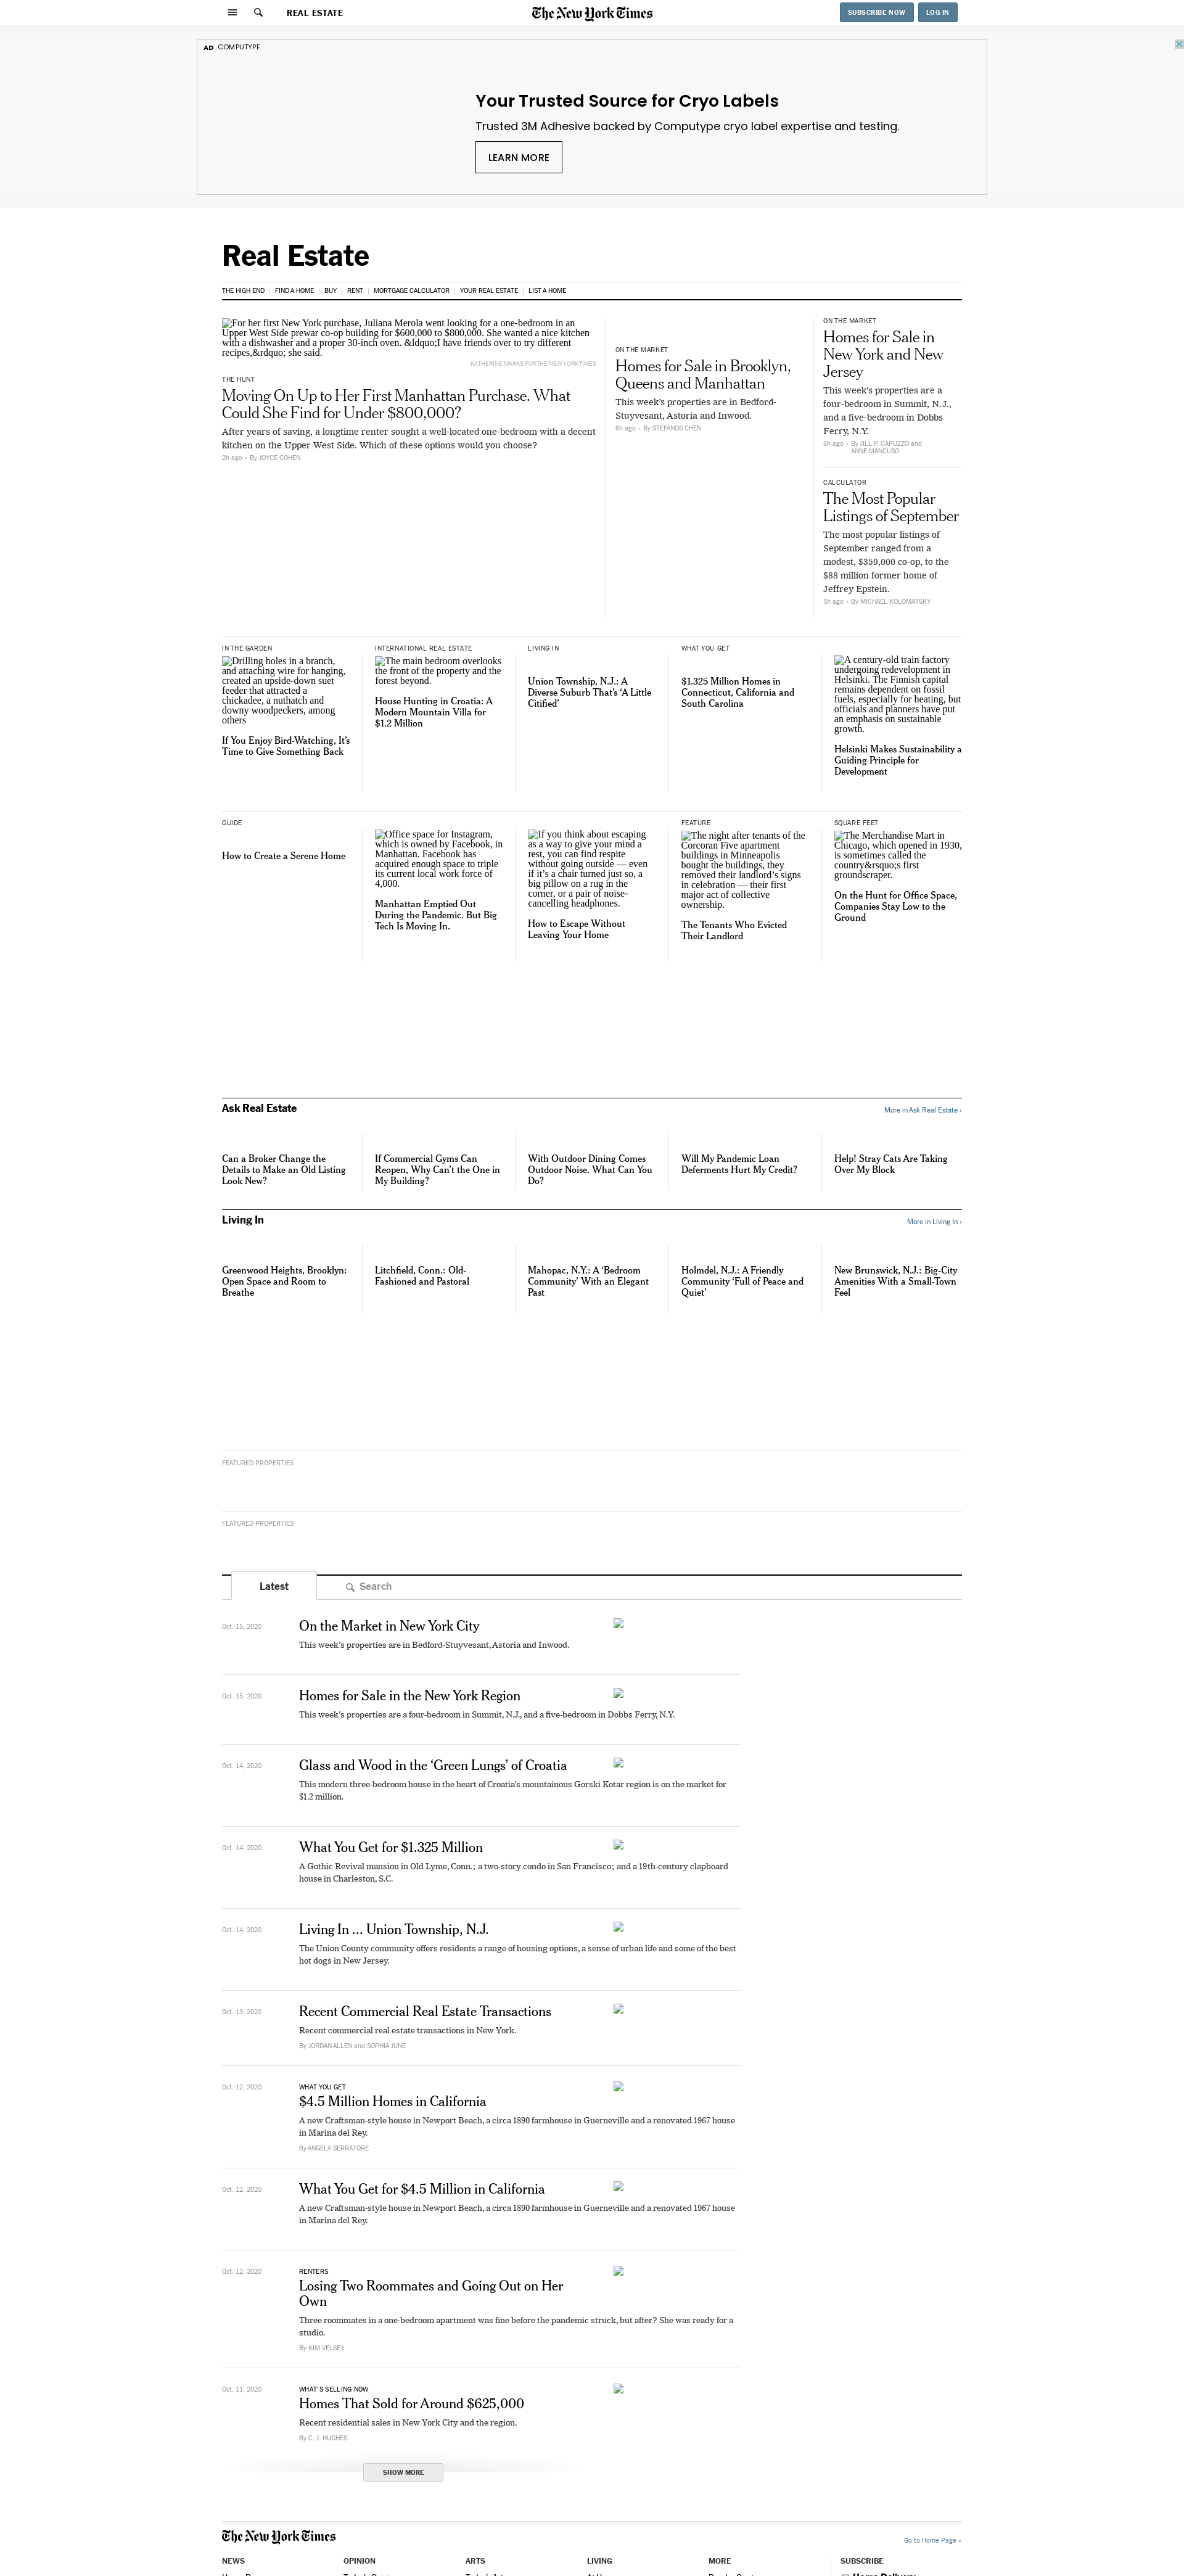 REAL ESTATE
The New York Times
SUBSCRIBE NOW
LOG IN
AD COMPUTYPE
Your Trusted Source for Cryo Labels
Trusted 3M Adhesive backed by Computype cryo label expertise and testing.
LEARN MORE
Real Estate
THE HIGH END | FIND A HOME | BUY | RENT | MORTGAGE CALCULATOR | YOUR REAL ESTATE | LIST A HOME
For her first New York purchase, Juliana Merola went looking for a one-bedroom in an
Upper West Side prewar co-op building for $600,000 to $800,000. She wanted a nice kitchen
with a dishwasher and a proper 30-inch oven. &ldquo;I have friends over to try different
recipes,&rdquo; she said.
KATHERINE MARKS FOR THE NEW YORK TIMES
THE HUNT
Moving On Up to Her First Manhattan Purchase. What
Could She Find for Under $800,000?
After years of saving, a longtime renter sought a well-located one-bedroom with a decent
kitchen on the Upper West Side. Which of these options would you choose?
2h ago • By JOYCE COHEN
ON THE MARKET
Homes for Sale in Brooklyn,
Queens and Manhattan
This week's properties are in Bedford-
Stuyvesant, Astoria and Inwood.
6h ago • By STEFANOS CHEN
ON THE MARKET
Homes for Sale in
New York and New
Jersey
This week's properties are a
four-bedroom in Summit, N.J.,
and a five-bedroom in Dobbs
Ferry, N.Y.
6h ago • By JILL P. CAPUZZO and
ANNE MANCUSO
CALCULATOR
The Most Popular
Listings of September
The most popular listings of
September ranged from a
modest, $359,000 co-op, to the
$88 million former home of
Jeffrey Epstein.
5h ago • By MICHAEL KOLOMATSKY
IN THE GARDEN
Drilling holes in a branch,
and attaching wire for hanging,
created an upside-down suet
feeder that attracted a
chickadee, a nuthatch and
downy woodpeckers, among
others
If You Enjoy Bird-Watching, It's
Time to Give Something Back
INTERNATIONAL REAL ESTATE
The main bedroom overlooks
the front of the property and the
forest beyond.
House Hunting in Croatia: A
Modern Mountain Villa for
$1.2 Million
LIVING IN
Union Township, N.J.: A
Diverse Suburb That's 'A Little
Citified'
WHAT YOU GET
$1.325 Million Homes in
Connecticut, California and
South Carolina
A century-old train factory
undergoing redevelopment in
Helsinki. The Finnish capital
remains dependent on fossil
fuels, especially for heating, but
officials and planners have put
an emphasis on sustainable
growth.
Helsinki Makes Sustainability a
Guiding Principle for
Development
GUIDE
How to Create a Serene Home
Office space for Instagram,
which is owned by Facebook, in
Manhattan. Facebook has
acquired enough space to triple
its current local work force of
4,000.
Manhattan Emptied Out
During the Pandemic. But Big
Tech Is Moving In.
If you think about escaping
as a way to give your mind a
rest, you can find respite
without going outside — even
if it's a chair turned just so, a
big pillow on a rug in the
corner, or a pair of noise-
cancelling headphones.
How to Escape Without
Leaving Your Home
FEATURE
The night after tenants of the
Corcoran Five apartment
buildings in Minneapolis
bought the buildings, they
removed their landlord's signs
in celebration — their first
major act of collective
ownership.
The Tenants Who Evicted
Their Landlord
SQUARE FEET
The Merchandise Mart in
Chicago, which opened in 1930,
is sometimes called the
country&rsquo;s first
groundscraper.
On the Hunt for Office Space,
Companies Stay Low to the
Ground
Ask Real Estate
More in Ask Real Estate ›
Can a Broker Change the
Details to Make an Old Listing
Look New?
If Commercial Gyms Can
Reopen, Why Can't the One in
My Building?
With Outdoor Dining Comes
Outdoor Noise. What Can You
Do?
Will My Pandemic Loan
Deferments Hurt My Credit?
Help! Stray Cats Are Taking
Over My Block
Living In
More in Living In ›
Greenwood Heights, Brooklyn:
Open Space and Room to
Breathe
Litchfield, Conn.: Old-
Fashioned and Pastoral
Mahopac, N.Y.: A 'Bedroom
Community' With an Elegant
Past
Holmdel, N.J.: A Friendly
Community 'Full of Peace and
Quiet'
New Brunswick, N.J.: Big-City
Amenities With a Small-Town
Feel
FEATURED PROPERTIES
FEATURED PROPERTIES
Latest
Search
Oct. 15, 2020
On the Market in New York City
This week's properties are in Bedford-Stuyvesant, Astoria and Inwood.
Oct. 15, 2020
Homes for Sale in the New York Region
This week's properties are a four-bedroom in Summit, N.J., and a five-bedroom in Dobbs Ferry, N.Y.
Oct. 14, 2020
Glass and Wood in the 'Green Lungs' of Croatia
This modern three-bedroom house in the heart of Croatia's mountainous Gorski Kotar region is on the market for
$1.2 million.
Oct. 14, 2020
What You Get for $1.325 Million
A Gothic Revival mansion in Old Lyme, Conn.; a two-story condo in San Francisco; and a 19th-century clapboard
house in Charleston, S.C.
Oct. 14, 2020
Living In ... Union Township, N.J.
The Union County community offers residents a range of housing options, a sense of urban life and some of the best
hot dogs in New Jersey.
Oct. 13, 2020
Recent Commercial Real Estate Transactions
Recent commercial real estate transactions in New York.
By JORDAN ALLEN and SOPHIA JUNE
Oct. 12, 2020
WHAT YOU GET
$4.5 Million Homes in California
A new Craftsman-style house in Newport Beach, a circa 1890 farmhouse in Guerneville and a renovated 1967 house
in Marina del Rey.
By ANGELA SERRATORE
Oct. 12, 2020
What You Get for $4.5 Million in California
A new Craftsman-style house in Newport Beach, a circa 1890 farmhouse in Guerneville and a renovated 1967 house
in Marina del Rey.
Oct. 12, 2020
RENTERS
Losing Two Roommates and Going Out on Her
Own
Three roommates in a one-bedroom apartment was fine before the pandemic struck, but after? She was ready for a
studio.
By KIM VELSEY
Oct. 11, 2020
WHAT'S SELLING NOW
Homes That Sold for Around $625,000
Recent residential sales in New York City and the region.
By C. J. HUGHES
SHOW MORE
The New York Times
Go to Home Page »
NEWS
OPINION
ARTS
LIVING
MORE
SUBSCRIBE